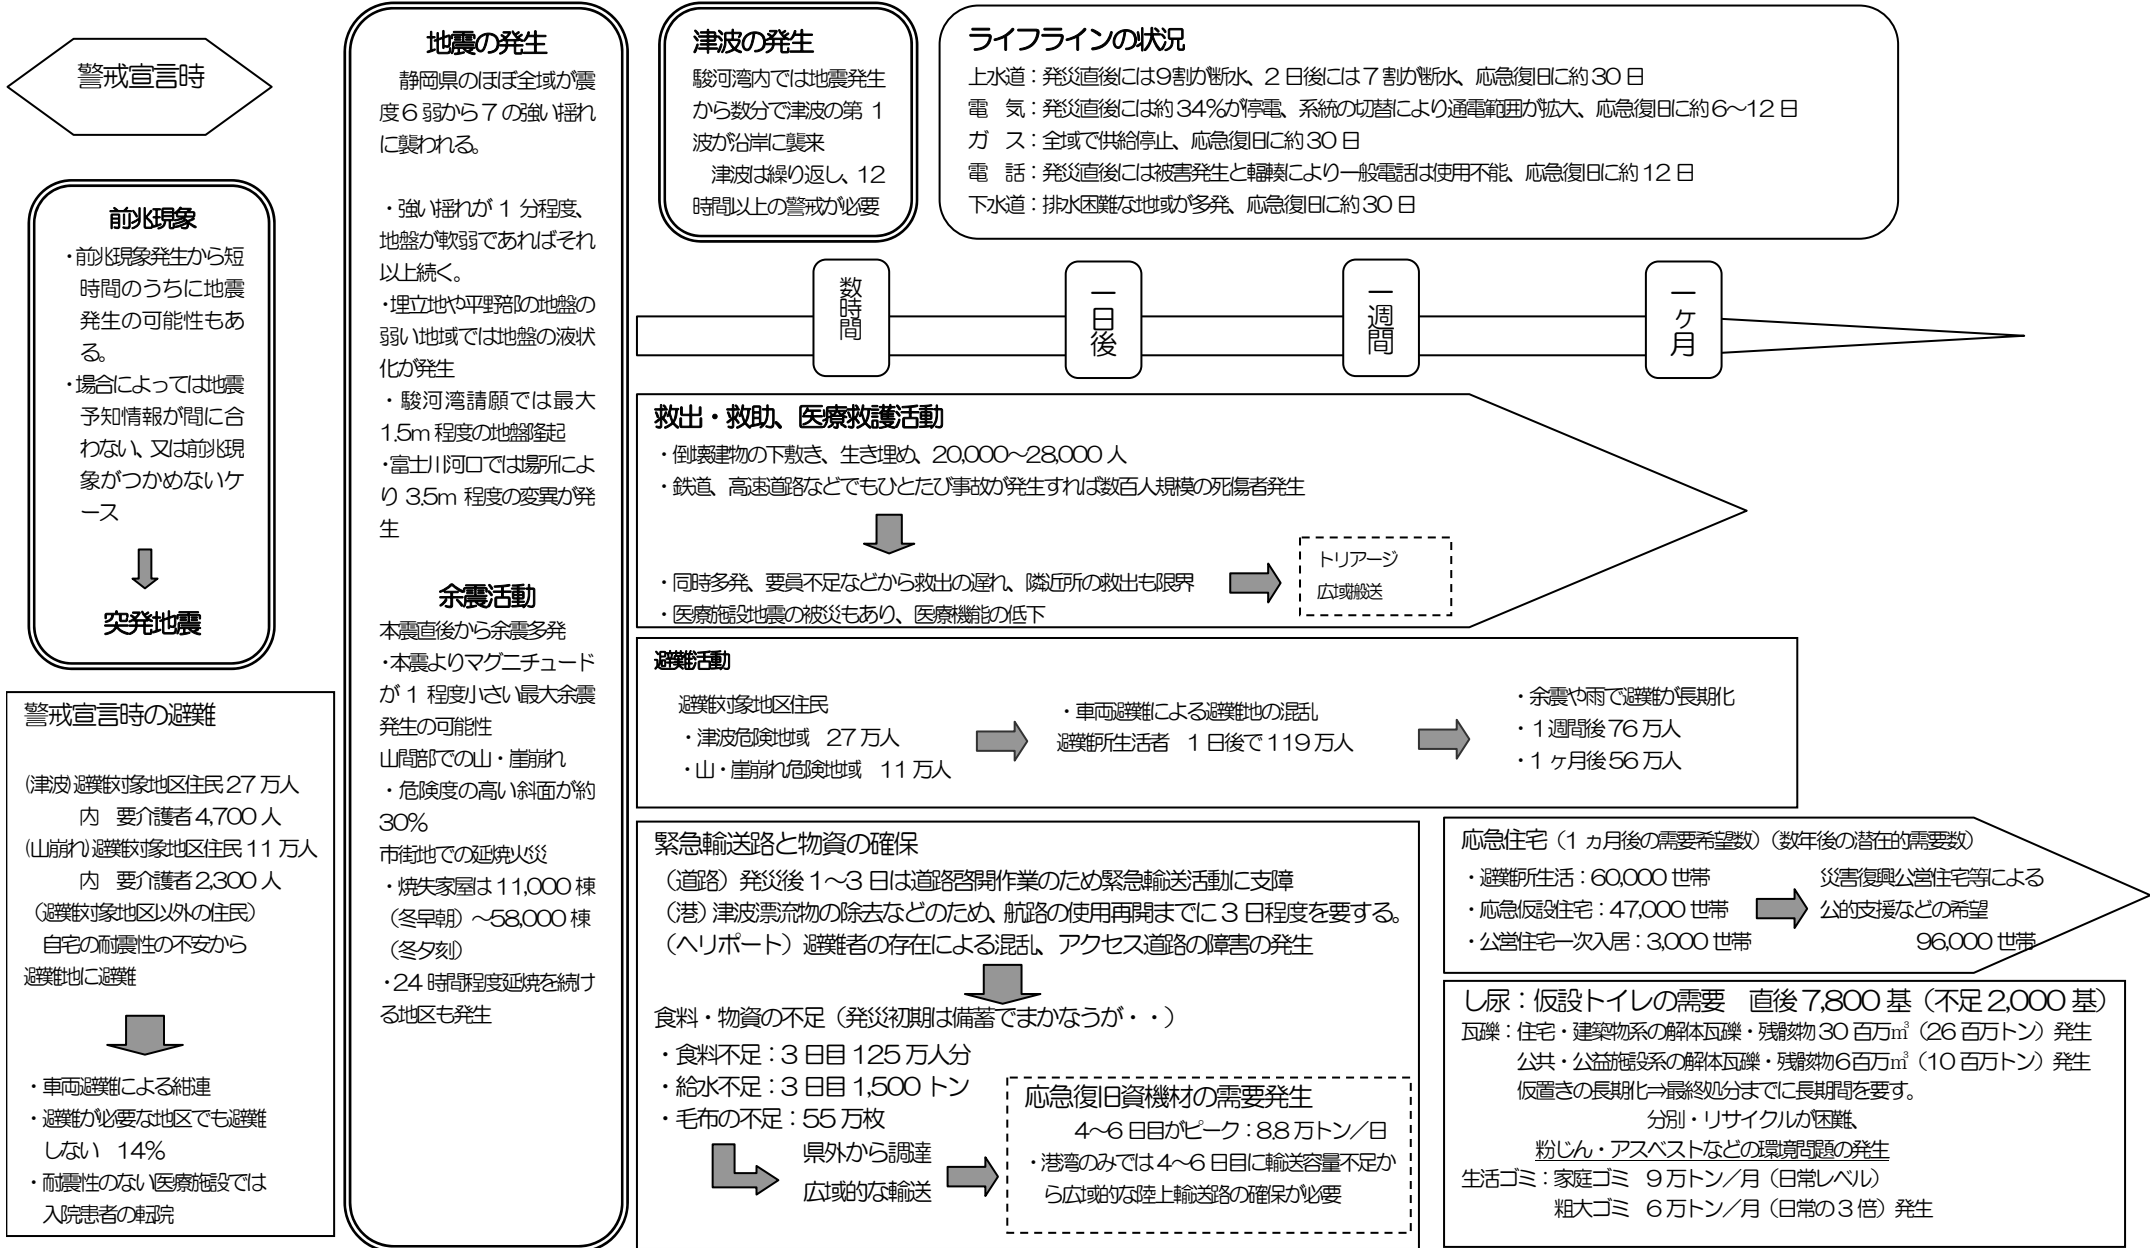 警戒宣言時
前兆現象
・前兆現象発生から短
時間のうちに地震
発生の可能性もあ
る。
・場合によっては地震
予知情報が間に合
わない、又は前兆現
象がつかめないケ
ース
突発地震
警戒宣言時の避難
(津波)避難対象地区住民27万人
内 要介護者4,700人
(山崩れ)避難対象地区住民11万人
内 要介護者2,300人
(避難対象地区以外の住民)
自宅の耐震性の不安から
避難地に避難
・車両避難による紺連
・避難が必要な地区でも避難
しない 14%
・耐震性のない医療施設では
入院患者の転院
地震の発生
静岡県のほぼ全域が震
度6弱から7の強い揺れ
に襲われる。
・強い揺れが1分程度、
地盤が軟弱であればそれ
以上続く。
・埋立地や平野部の地盤の
弱い地域では地盤の液状
化が発生
・駿河湾請願では最大
1.5m程度の地盤隆起
・富士川河口では場所によ
り3.5m程度の変異が発
生
余震活動
本震直後から余震多発
・本震よりマグニチュード
が1程度小さい最大余震
発生の可能性
山間部での山・崖崩れ
・危険度の高い斜面が約
30%
市街地での延焼火災
・焼失家屋は11,000棟
(冬早朝)~58,000棟
(冬夕刻)
・24時間程度延焼を続け
る地区も発生
津波の発生
駿河湾内では地震発生
から数分で津波の第1
波が沿岸に襲来
津波は繰り返し、12
時間以上の警戒が必要
ライフラインの状況
上水道:発災直後には9割が断水、2日後には7割が断水、応急復旧に約30日
電 気:発災直後には約34%が停電、系統の切替により通電範囲が拡大、応急復旧に約6~12日
ガ ス:全域で供給停止、応急復旧に約30日
電 話:発災直後には被害発生と輻輳により一般電話は使用不能、応急復旧に約12日
下水道:排水困難な地域が多発、応急復旧に約30日
数時間
一日後
一週間
一ケ月
救出・救助、医療救護活動
・倒壊建物の下敷き、生き埋め、20,000~28,000人
・鉄道、高速道路などでもひとたび事故が発生すれば数百人規模の死傷者発生
・同時多発、要員不足などから救出の遅れ、隣近所の救出も限界
・医療施設地震の被災もあり、医療機能の低下
トリアージ
広域搬送
避難活動
避難対象地区住民
・津波危険地域 27万人
・山・崖崩れ危険地域 11万人
・車両避難による避難地の混乱
避難所生活者 1日後で119万人
・余震や雨で避難が長期化
・1週間後76万人
・1ヶ月後56万人
緊急輸送路と物資の確保
(道路)発災後1~3日は道路啓開作業のため緊急輸送活動に支障
(港)津波漂流物の除去などのため、航路の使用再開までに3日程度を要する。
(ヘリポート)避難者の存在による混乱、アクセス道路の障害の発生
食料・物資の不足(発災初期は備蓄でまかなうが・・)
・食料不足:3日目125万人分
・給水不足:3日目1,500トン
・毛布の不足:55万枚
県外から調達
広域的な輸送
応急復旧資機材の需要発生
4~6日目がピーク:8.8万トン/日
・港湾のみでは4~6日目に輸送容量不足か
ら広域的な陸上輸送路の確保が必要
応急住宅(1ヵ月後の需要希望数)(数年後の潜在的需要数)
・避難所生活:60,000世帯
・応急仮設住宅:47,000世帯
・公営住宅一次入居:3,000世帯
災害復興公営住宅等による
公的支援などの希望
96,000世帯
し尿:仮設トイレの需要 直後7,800基(不足2,000基)
瓦礫:住宅・建築物系の解体瓦礫・残骸物30百万㎥(26百万トン)発生
公共・公益施設系の解体瓦礫・残骸物6百万㎥(10百万トン)発生
仮置きの長期化⇒最終処分までに長期間を要す。
分別・リサイクルが困難、
粉じん・アスベストなどの環境問題の発生
生活ゴミ:家庭ゴミ 9万トン/月(日常レベル)
粗大ゴミ 6万トン/月(日常の3倍)発生